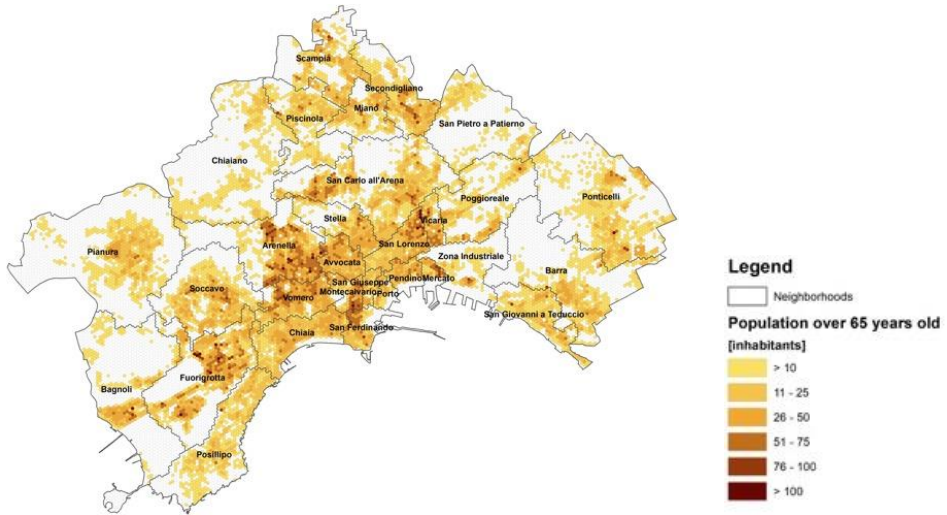 Scampia
Secondigliano
Miano
Piscinola
San Pietro a Patierno
Chiaiano
San Carlo all'Arena
Poggioreale
Ponticelli
Stella
Vicaria
Arenella
San Lorenzo
Pianura
Avvocata
Zona Industriale
Barra
Soccavo
San Giuseppe
Pendino
Mercato
Vomero
Montecalvario
Porto
San Giovanni a Teduccio
Chiaia
San Ferdinando
Fuorigrotta
Bagnoli
Posillipo
Legend
Neighborhoods
Population over 65 years old
[inhabitants]
> 10
11 - 25
26 - 50
51 - 75
76 - 100
> 100